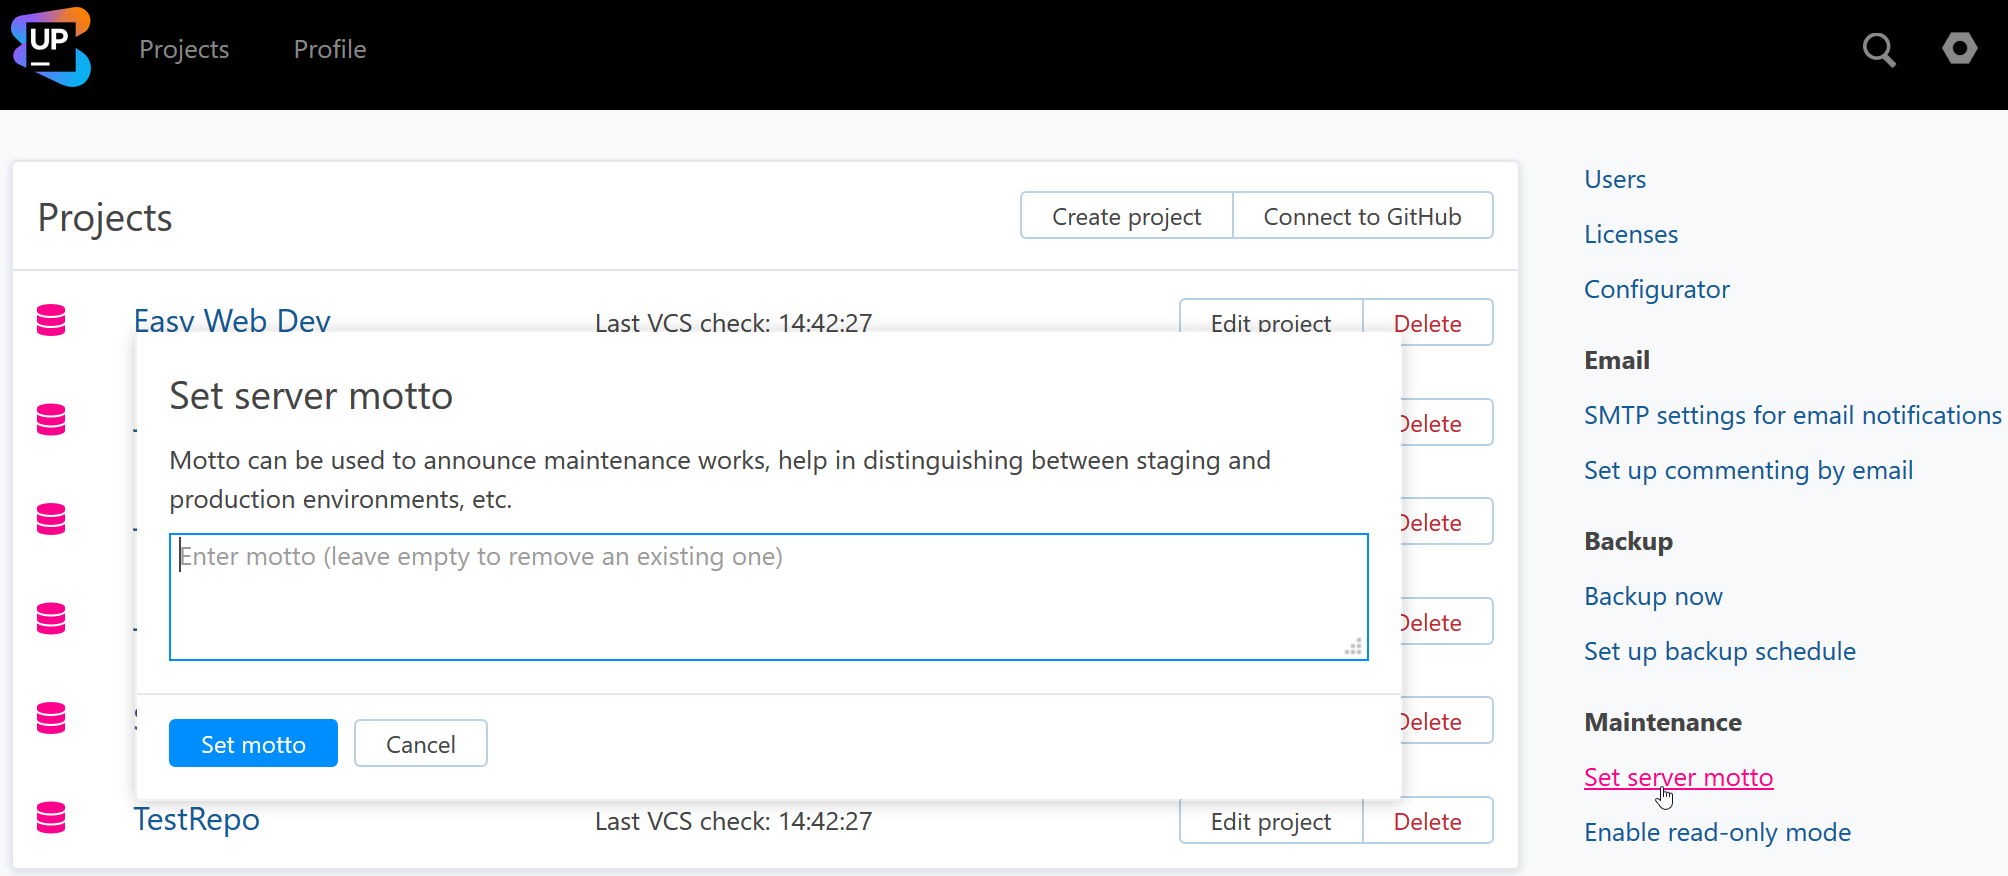 UP
Projects Profile
Projects
Create project Connect to GitHub
Easy Web Dev Last VCS check: 14:42:27 Edit project Delete
Set server motto
Motto can be used to announce maintenance works, help in distinguishing between staging and
production environments, etc.
Enter motto (leave empty to remove an existing one)
Set motto Cancel
Delete
Delete
Delete
Delete
TestRepo Last VCS check: 14:42:27 Edit project Delete
Users
Licenses
Configurator
Email
SMTP settings for email notifications
Set up commenting by email
Backup
Backup now
Set up backup schedule
Maintenance
Set server motto
Enable read-only mode